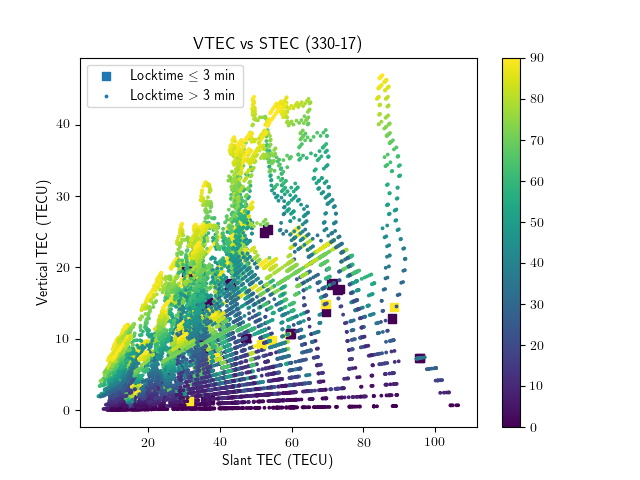 VTEC vs STEC (330-17)
Locktime ≤ 3 min
Locktime > 3 min
Vertical TEC (TECU)
40
30
20
10
0
20 40 60 80 100
Slant TEC (TECU)
90
80
70
60
50
40
30
20
10
0